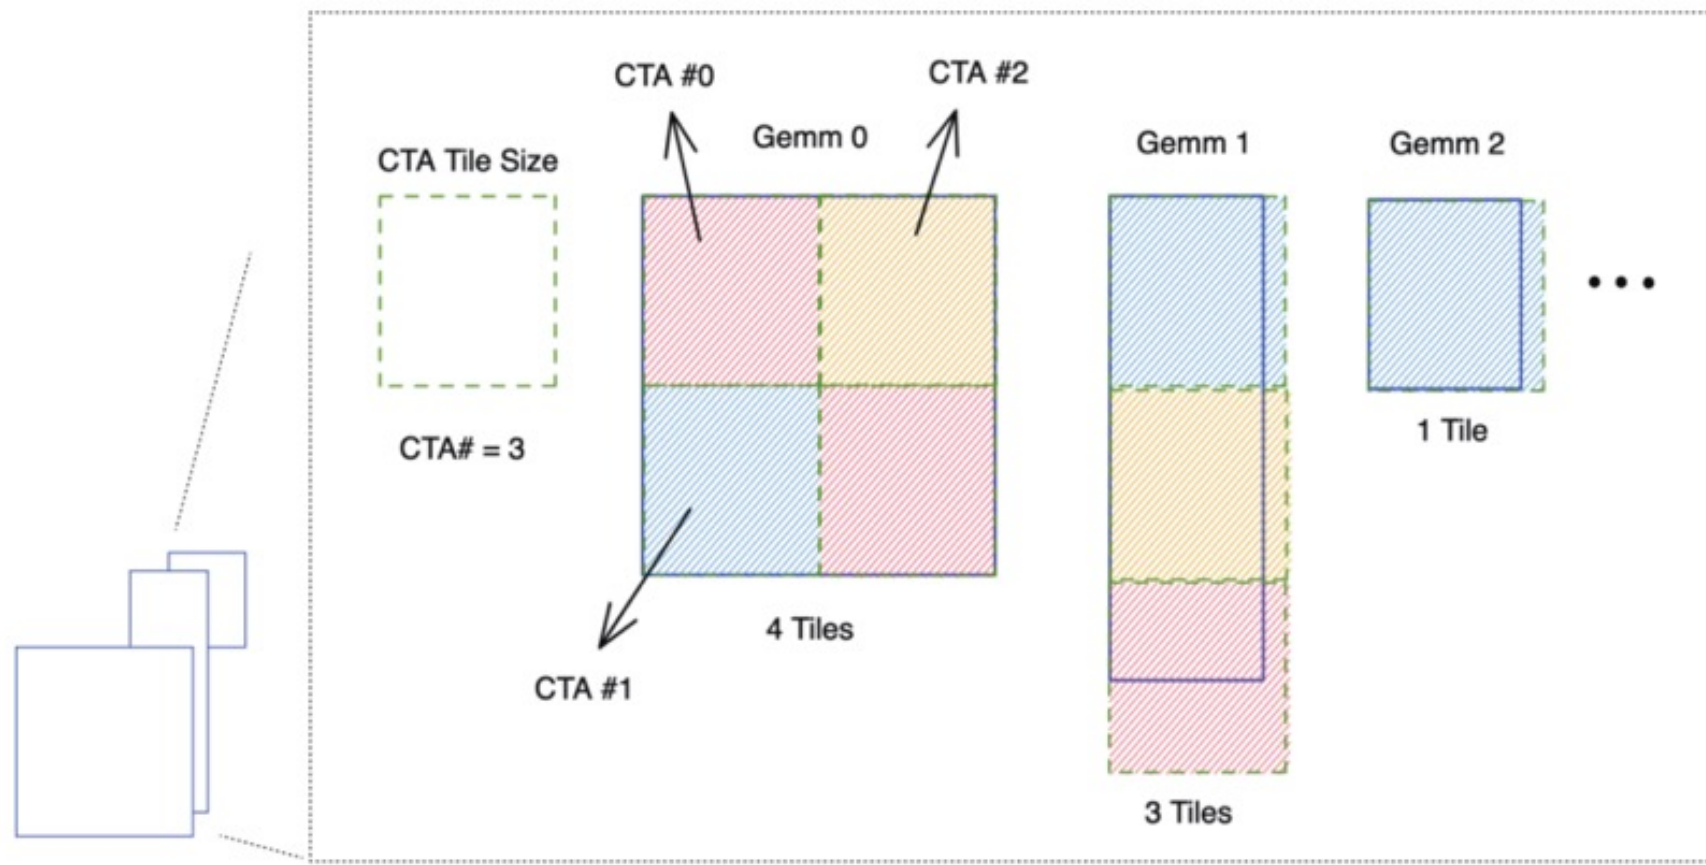 CTA #0
CTA #2
Gemm 0
Gemm 1
Gemm 2
CTA Tile Size
1 Tile
CTA# = 3
4 Tiles
CTA #1
3 Tiles